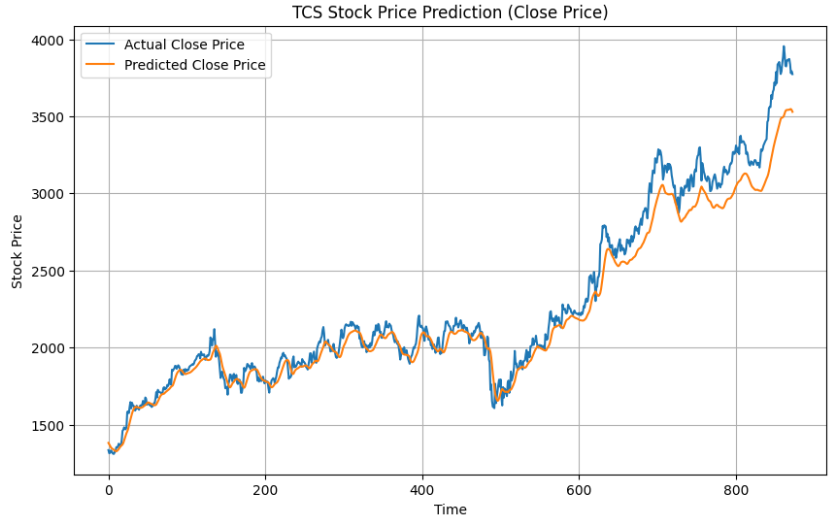 TCS Stock Price Prediction (Close Price)
Actual Close Price
Predicted Close Price
4000
3500
3000
2500
2000
1500
Stock Price
0 200 400 600 800
Time